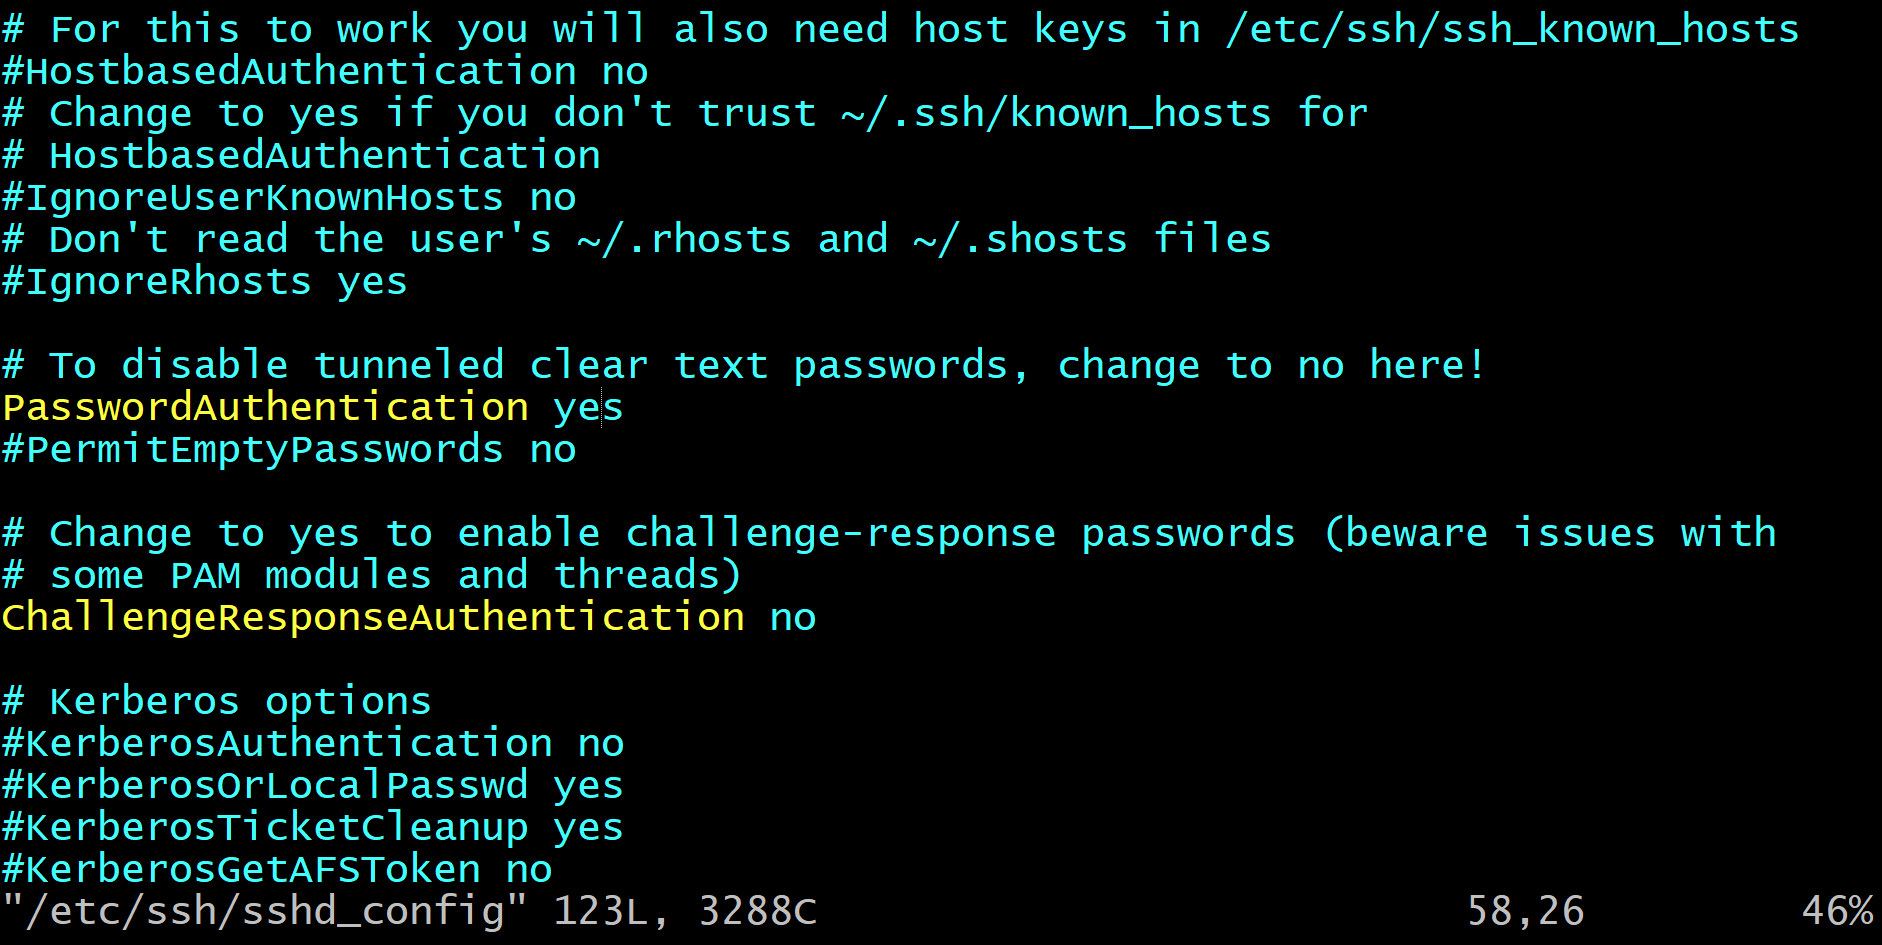 # For this to work you will also need host keys in /etc/ssh/ssh_known_hosts
#HostbasedAuthentication no
# Change to yes if you don't trust ~/.ssh/known_hosts for
# HostbasedAuthentication
#IgnoreUserKnownHosts no
# Don't read the user's ~/.rhosts and ~/.shosts files
#IgnoreRhosts yes

# To disable tunneled clear text passwords, change to no here!
PasswordAuthentication yes
#PermitEmptyPasswords no

# Change to yes to enable challenge-response passwords (beware issues with
# some PAM modules and threads)
ChallengeResponseAuthentication no

# Kerberos options
#KerberosAuthentication no
#KerberosOrLocalPasswd yes
#KerberosTicketCleanup yes
#KerberosGetAFSToken no
"/etc/ssh/sshd_config" 123L, 3288C 58,26 46%